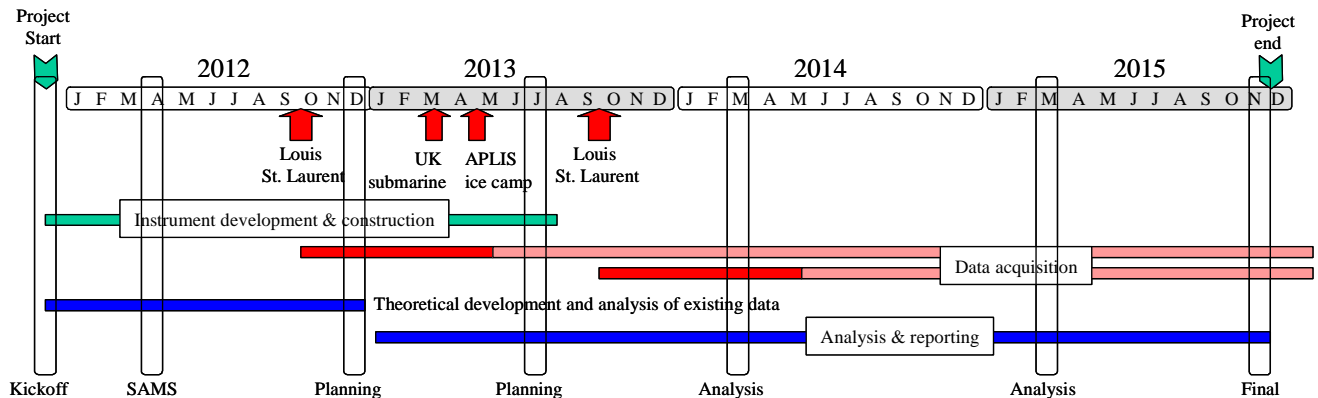 Project
Start
Project
end
2012
2013
2014
2015
J F M A M J J A S O N D
J F M A M J J A S O N D
J F M A M J J A S O N D
J F M A M J J A S O N D
Louis
St. Laurent
UK
submarine
APLIS
ice camp
Louis
St. Laurent
Instrument development & construction
Data acquisition
Theoretical development and analysis of existing data
Analysis & reporting
Kickoff
SAMS
Planning
Planning
Analysis
Analysis
Final